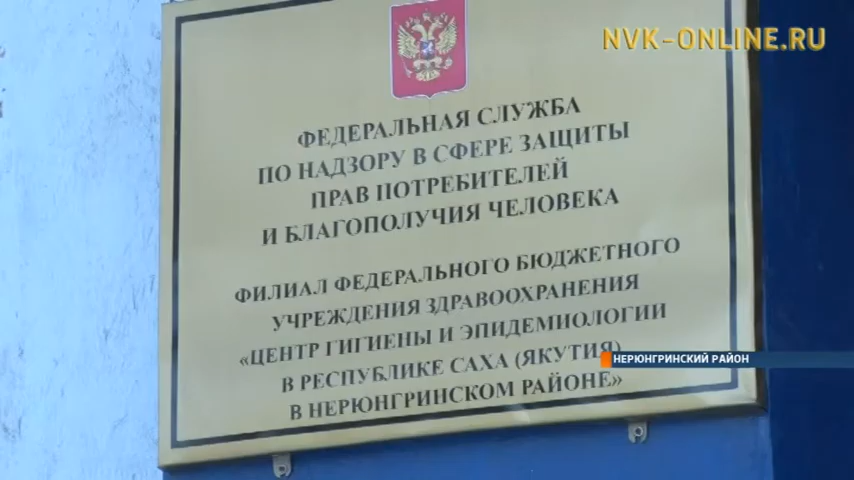 NVK-ONLINE.RU
ФЕДЕРАЛЬНАЯ СЛУЖБА
ПО НАДЗОРУ В СФЕРЕ ЗАЩИТЫ
ПРАВ ПОТРЕБИТЕЛЕЙ
И БЛАГОПОЛУЧИЯ ЧЕЛОВЕКА
ФИЛИАЛ ФЕДЕРАЛЬНОГО БЮДЖЕТНОГО
УЧРЕЖДЕНИЯ ЗДРАВООХРАНЕНИЯ
«ЦЕНТР ГИГИЕНЫ И ЭПИДЕМИОЛОГИИ
В РЕСПУБЛИКЕ САХА (ЯКУТИЯ)
В НЕРЮНГРИНСКОМ РАЙОНЕ»
НЕРЮНГРИНСКИЙ РАЙОН